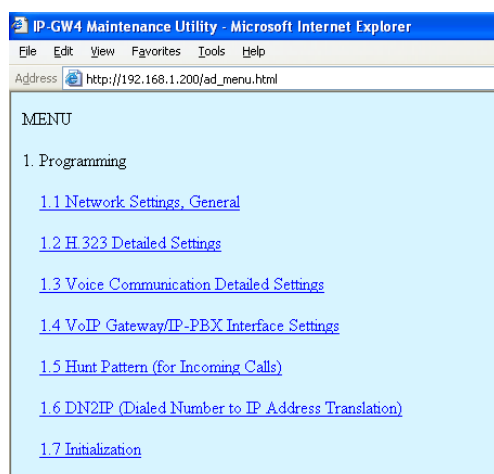 IP-GW4 Maintenance Utility - Microsoft Internet Explorer
File Edit View Favorites Tools Help
Address http://192.168.1.200/ad_menu.html
MENU
1. Programming
1.1 Network Settings, General
1.2 H.323 Detailed Settings
1.3 Voice Communication Detailed Settings
1.4 VoIP Gateway/IP-PBX Interface Settings
1.5 Hunt Pattern (for Incoming Calls)
1.6 DN2IP (Dialed Number to IP Address Translation)
1.7 Initialization